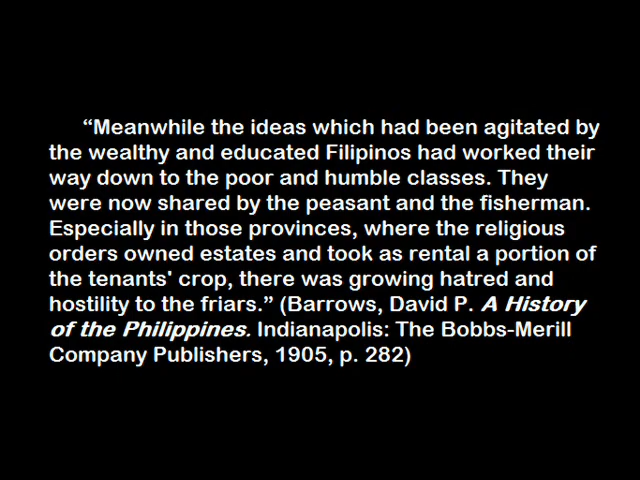 “Meanwhile the ideas which had been agitated by
the wealthy and educated Filipinos had worked their
way down to the poor and humble classes. They
were now shared by the peasant and the fisherman.
Especially in those provinces, where the religious
orders owned estates and took as rental a portion of
the tenants' crop, there was growing hatred and
hostility to the friars.” (Barrows, David P. A History
of the Philippines. Indianapolis: The Bobbs-Merill
Company Publishers, 1905, p. 282)